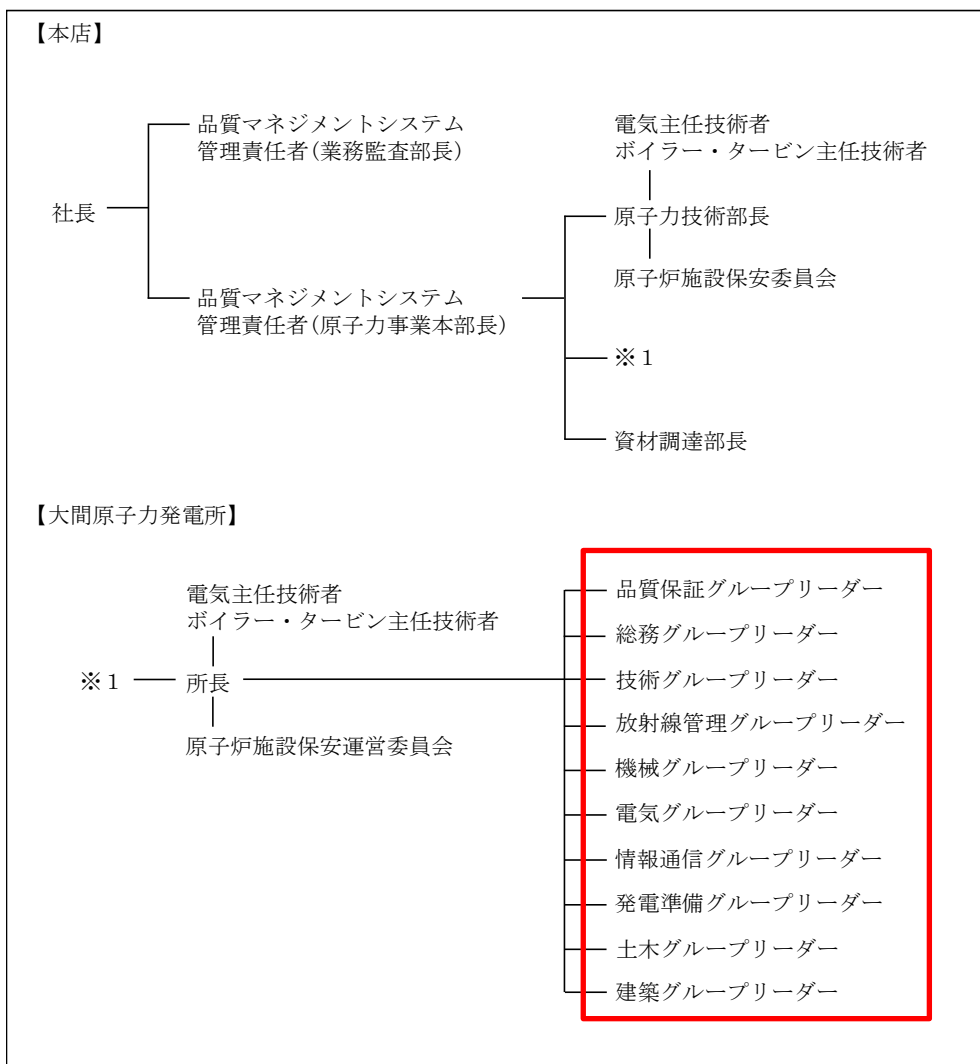 【本店】
品質マネジメントシステム
管理責任者(業務監査部長)
社長
品質マネジメントシステム
管理責任者(原子力事業本部長)
電気主任技術者
ボイラー・タービン主任技術者
原子力技術部長
原子炉施設保安委員会
※１
資材調達部長
【大間原子力発電所】
電気主任技術者
ボイラー・タービン主任技術者
※１
所長
原子炉施設保安運営委員会
品質保証グループリーダー
総務グループリーダー
技術グループリーダー
放射線管理グループリーダー
機械グループリーダー
電気グループリーダー
情報通信グループリーダー
発電準備グループリーダー
土木グループリーダー
建築グループリーダー